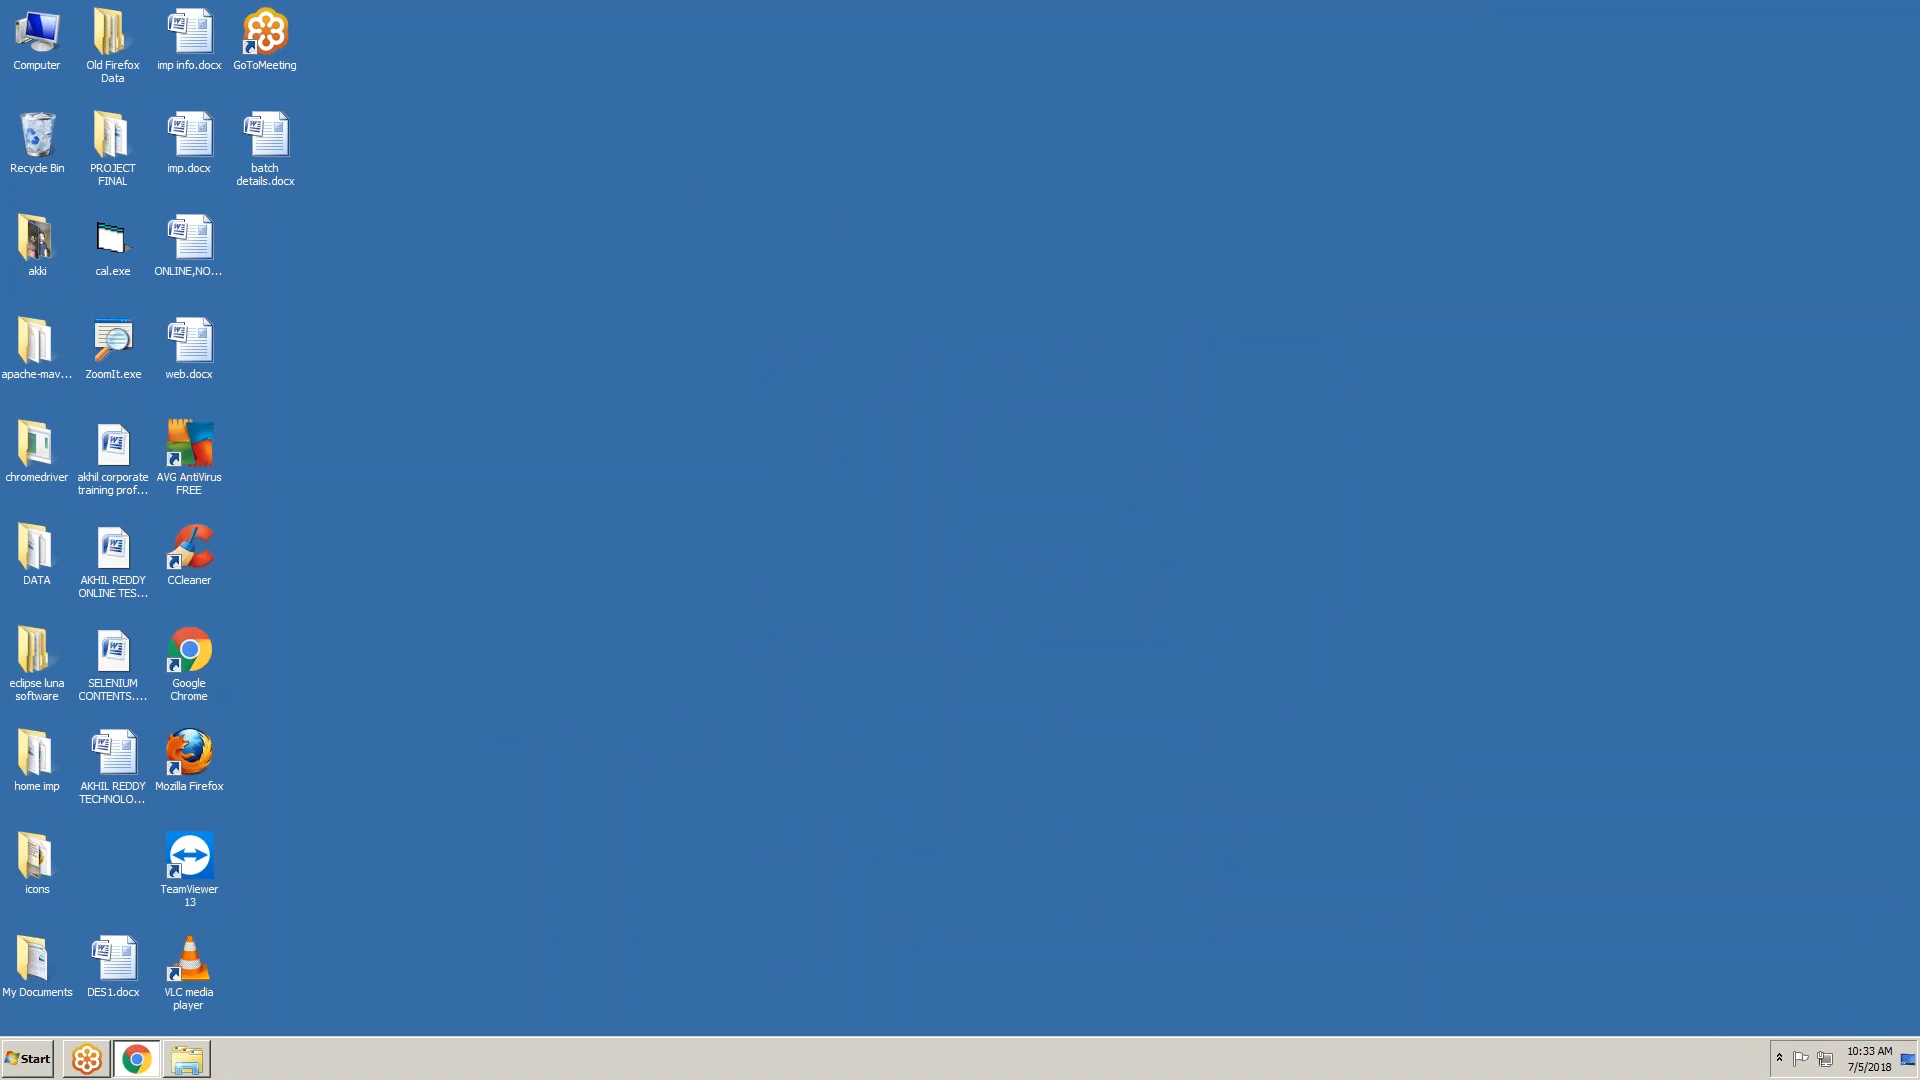 Computer
Old Firefox
Data
imp info.docx
GoToMeeting
Recycle Bin
PROJECT
FINAL
imp.docx
batch
details.docx
akki
cal.exe
ONLINE,NO...
apache-mav...
ZoomIt.exe
web.docx
chromedriver
akhil corporate
training prof...
AVG AntiVirus
FREE
DATA
AKHIL REDDY
ONLINE TES...
CCleaner
eclipse luna
software
SELENIUM
CONTENTS....
Google
Chrome
home imp
AKHIL REDDY
TECHNOLO...
Mozilla Firefox
icons
TeamViewer
13
My Documents
DES1.docx
VLC media
player
Start
10:33 AM
7/5/2018